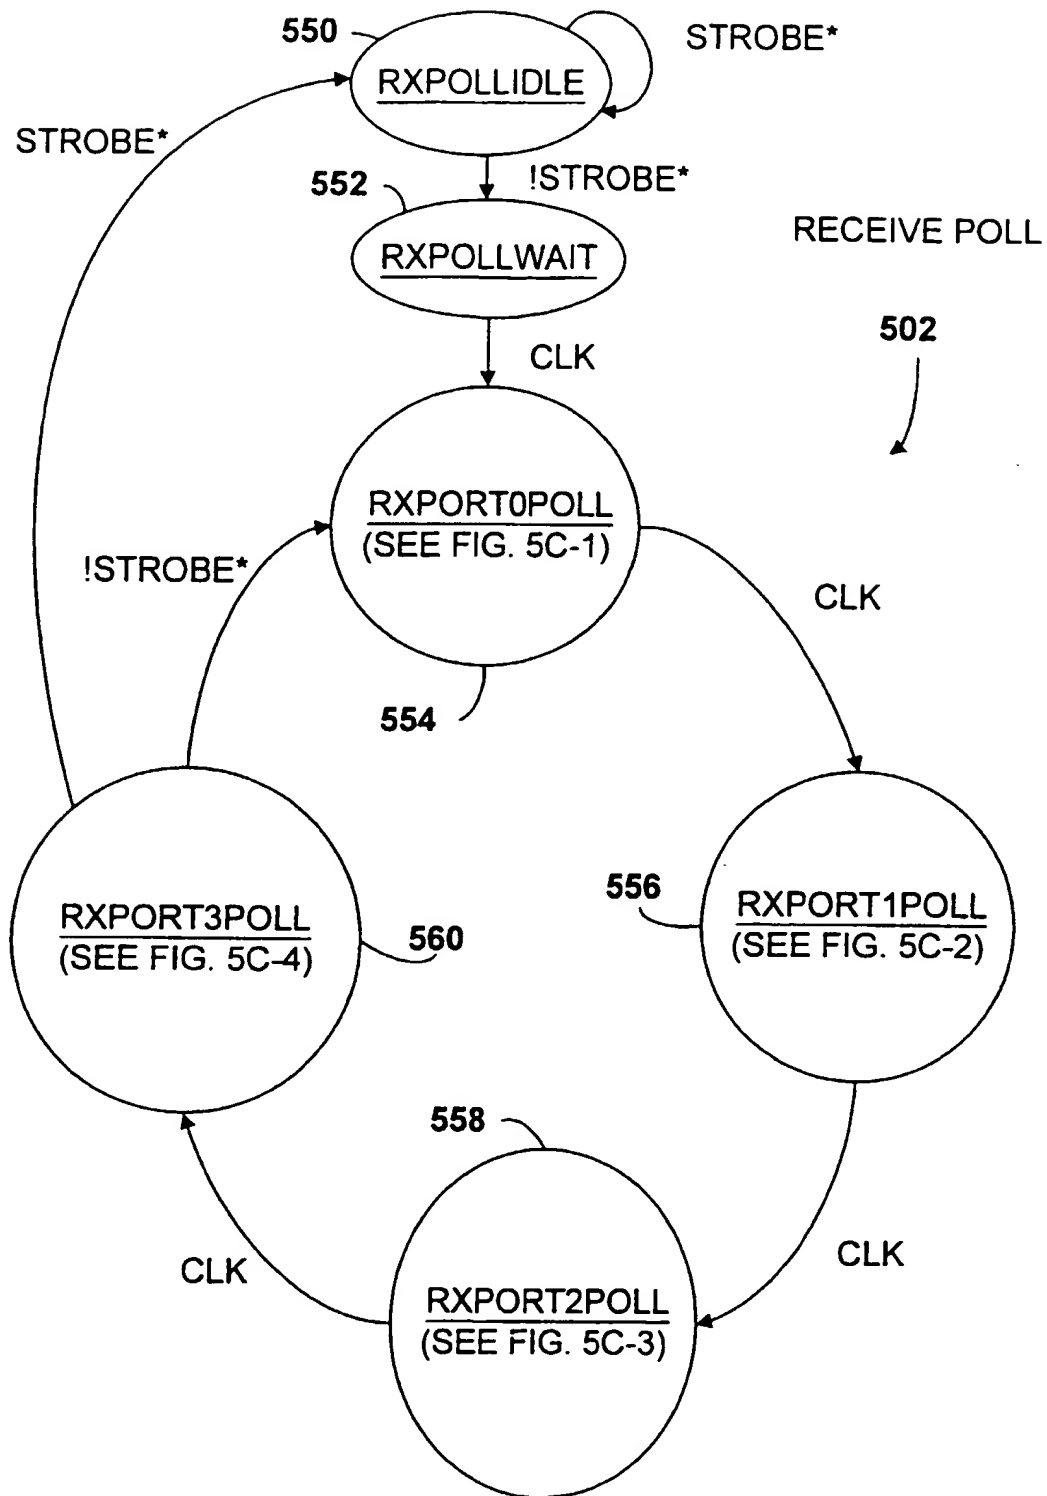 550
STROBE*
RXPOLLIDLE
STROBE*
!STROBE*
552
RXPOLLWAIT
RECEIVE POLL
502
CLK
RXPORT0POLL
(SEE FIG. 5C-1)
!STROBE*
CLK
554
556
RXPORT1POLL
(SEE FIG. 5C-2)
RXPORT3POLL
(SEE FIG. 5C-4)
560
558
CLK
CLK
RXPORT2POLL
(SEE FIG. 5C-3)